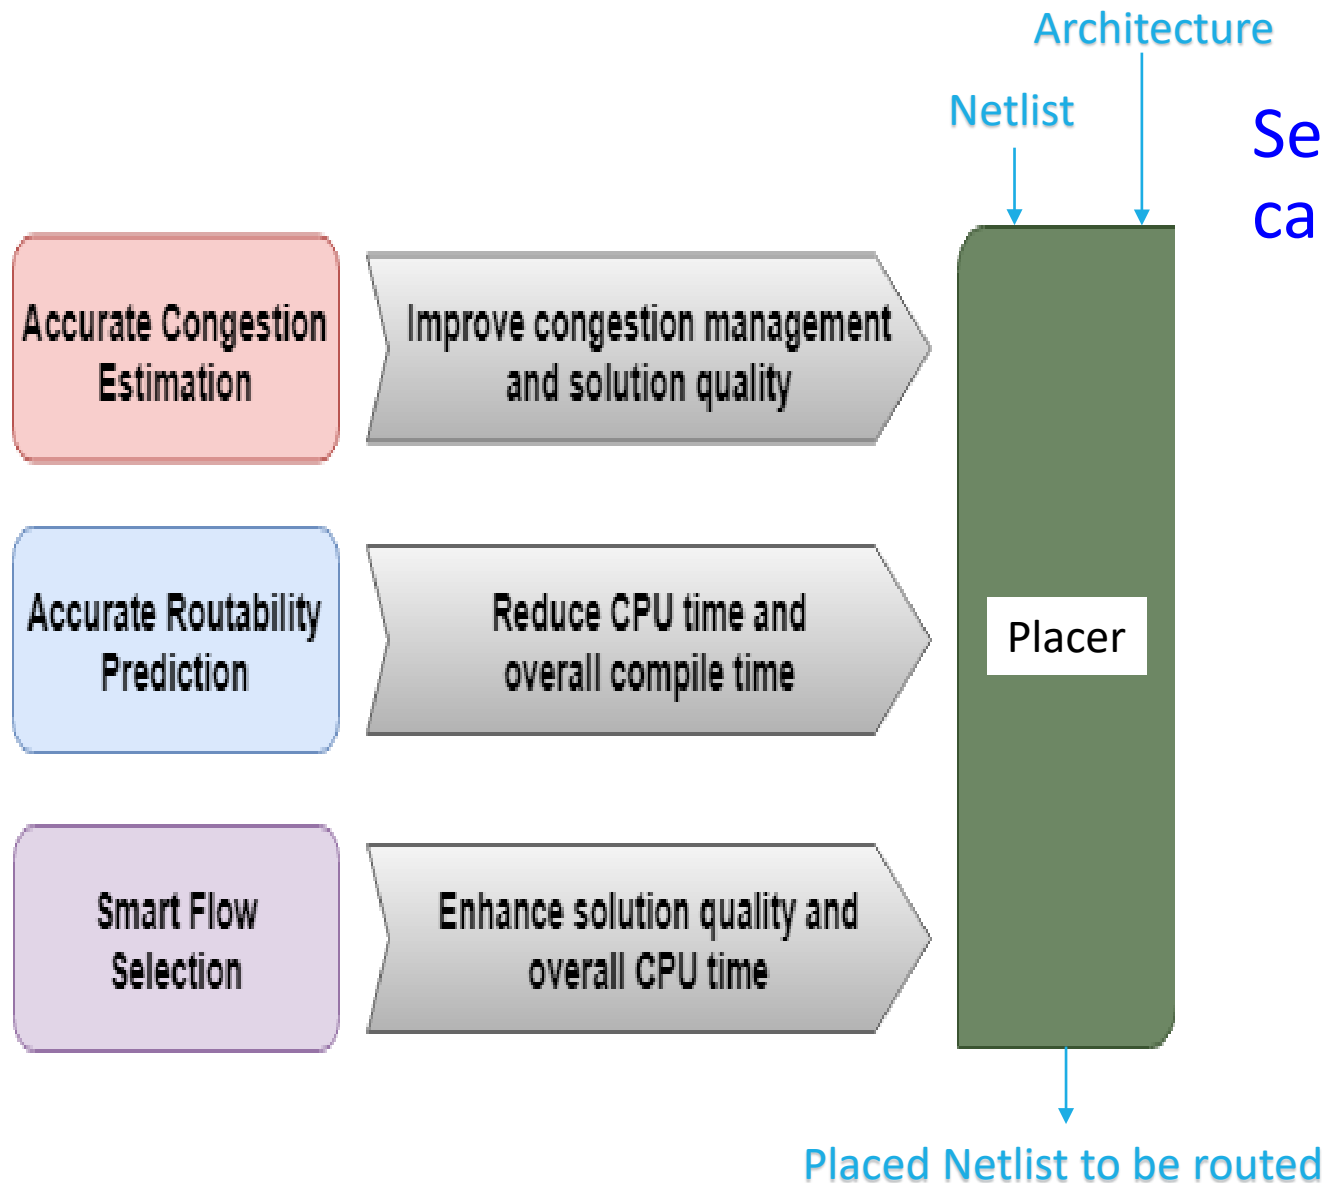 Architecture
Netlist
Se
ca
Accurate Congestion
Estimation
Improve congestion management
and solution quality
Accurate Routability
Prediction
Reduce CPU time and
overall compile time
Placer
Smart Flow
Selection
Enhance solution quality and
overall CPU time
Placed Netlist to be routed